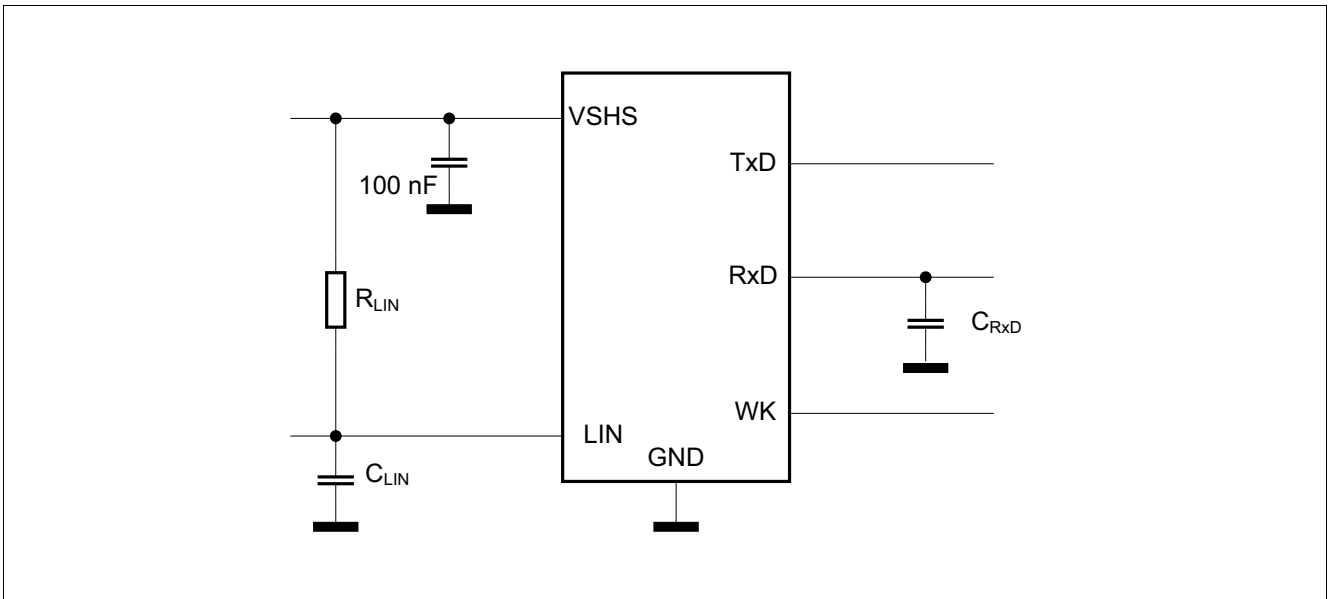 VSHS
100 nF
TxD
RxD
RLIN
CRxD
WK
LIN
GND
CLIN